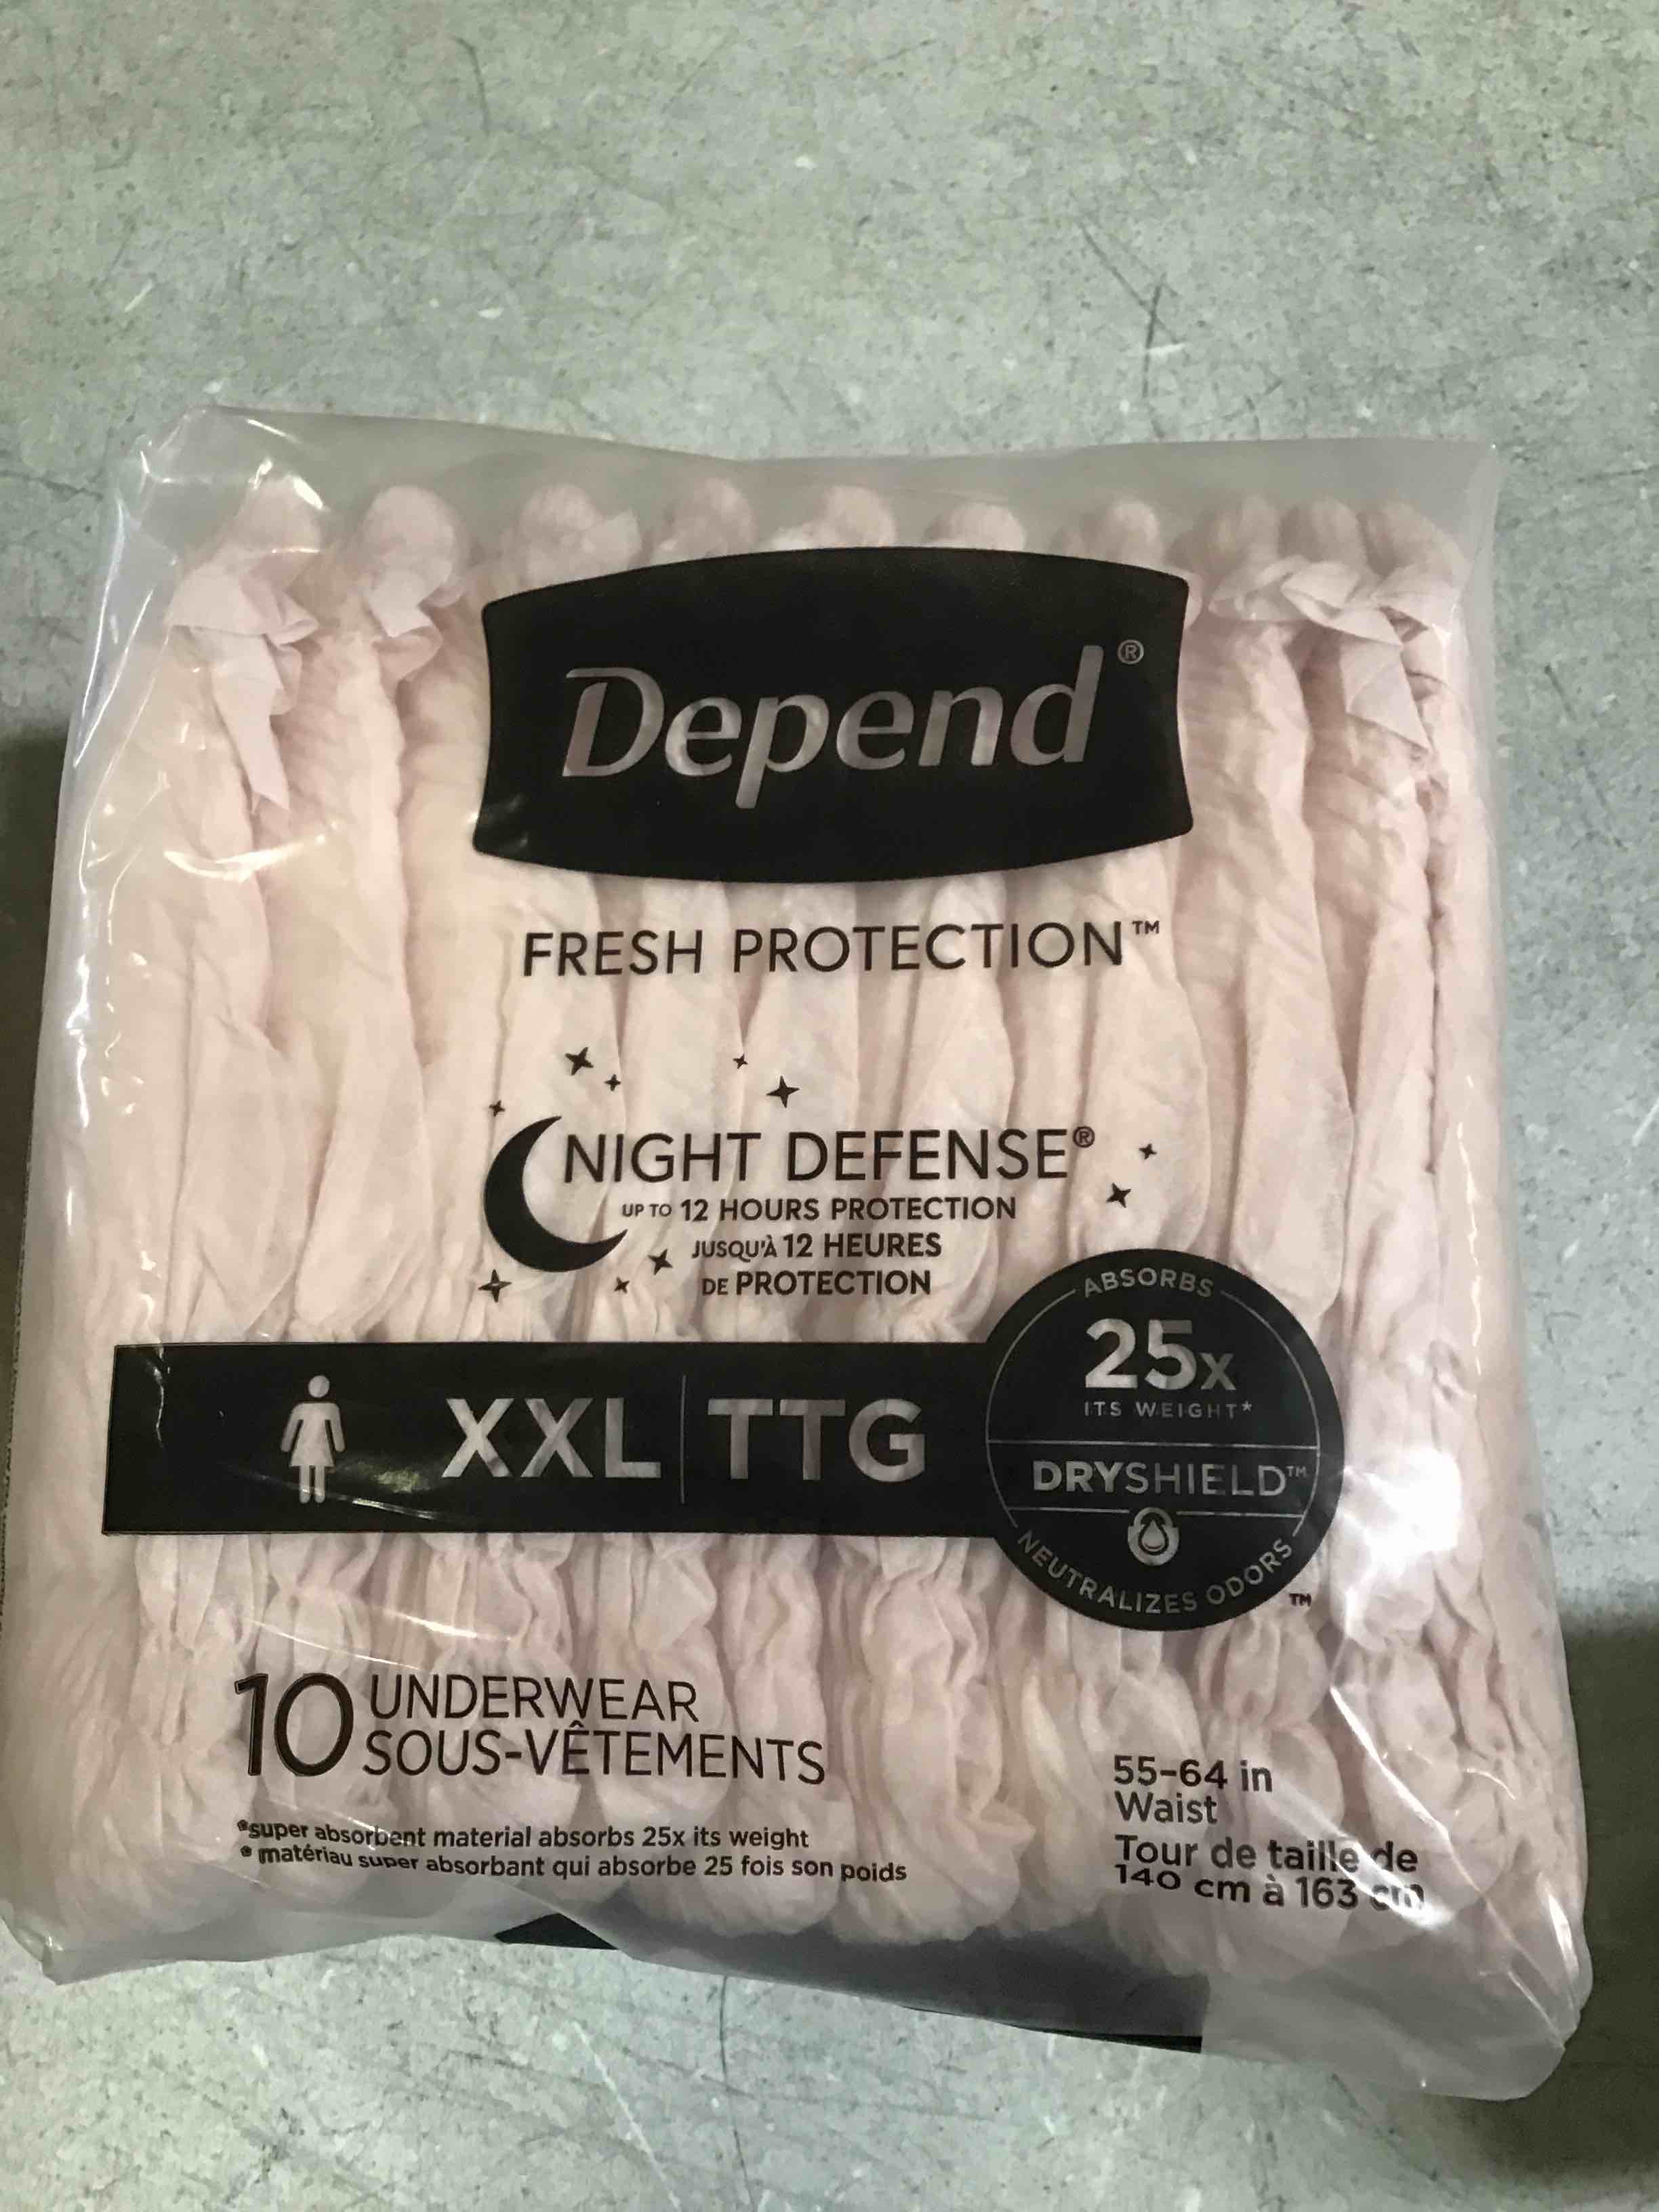 Depend®
FRESH PROTECTION™
NIGHT DEFENSE®
UP TO 12 HOURS PROTECTION
JUSQU'À 12 HEURES
DE PROTECTION
XXL | TTG
ABSORBS
25x
ITS WEIGHT*
DRYSHIELD™
NEUTRALIZES ODORS™
10 UNDERWEAR
SOUS-VÊTEMENTS
*super absorbent material absorbs 25x its weight
*matériau super absorbant qui absorbe 25 fois son poids
55-64 in
Waist
Tour de taille de
140 cm à 163 cm